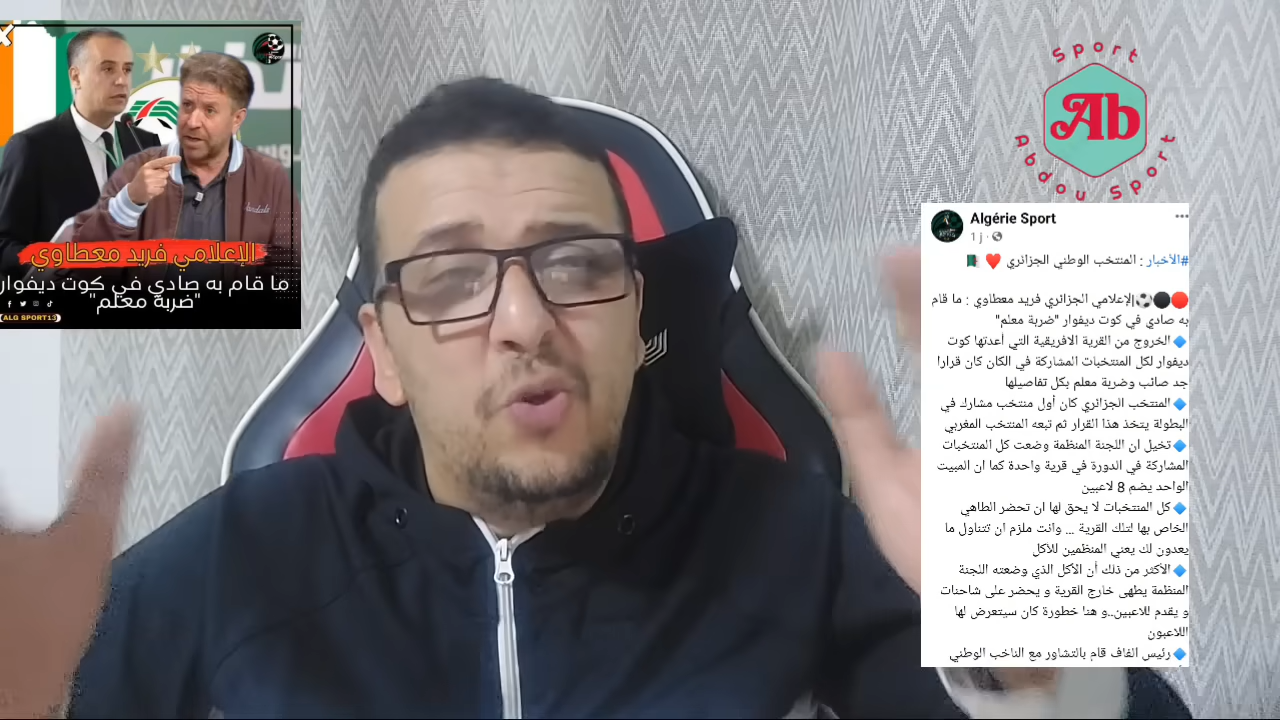 الإعلامي فريد معطاوي
ما قام به صادي في كوت ديفوار
"ضربة معلم"
ALG SPORT13
Sport
Ab
Abdou Sport
Algérie Sport
1 j
#الأخبار : المنتخب الوطني الجزائري
الإعلامي الجزائري فريد معطاوي : ما قام
به صادي في كوت ديفوار "ضربة معلم"
الخروج من القرية الافريقية التي أعدتها كوت
ديفوار لكل المنتخبات المشاركة في الكان كان قرارا
جد صائب وضربة معلم بكل تفاصيلها
المنتخب الجزائري كان أول منتخب مشارك في
البطولة يتخذ هذا القرار ثم تبعه المنتخب المغربي
تخيل ان اللجنة المنظمة وضعت كل المنتخبات
المشاركة في الدورة في قرية واحدة كما ان المبيت
الواحد يضم 8 لاعبين
كل المنتخبات لا يحق لها ان تحضر الطاهي
الخاص بها لتلك القرية ... وانت ملزم ان تتناول ما
يعدون لك يعني المنظمين للأكل
الأكثر من ذلك أن الأكل الذي وضعته اللجنة
المنظمة يطهى خارج القرية و يحضر على شاحنات
و يقدم للاعبين..و هنا خطورة كان سيتعرض لها
اللاعبون
رئيس الفاف قام بالتشاور مع الناخب الوطني